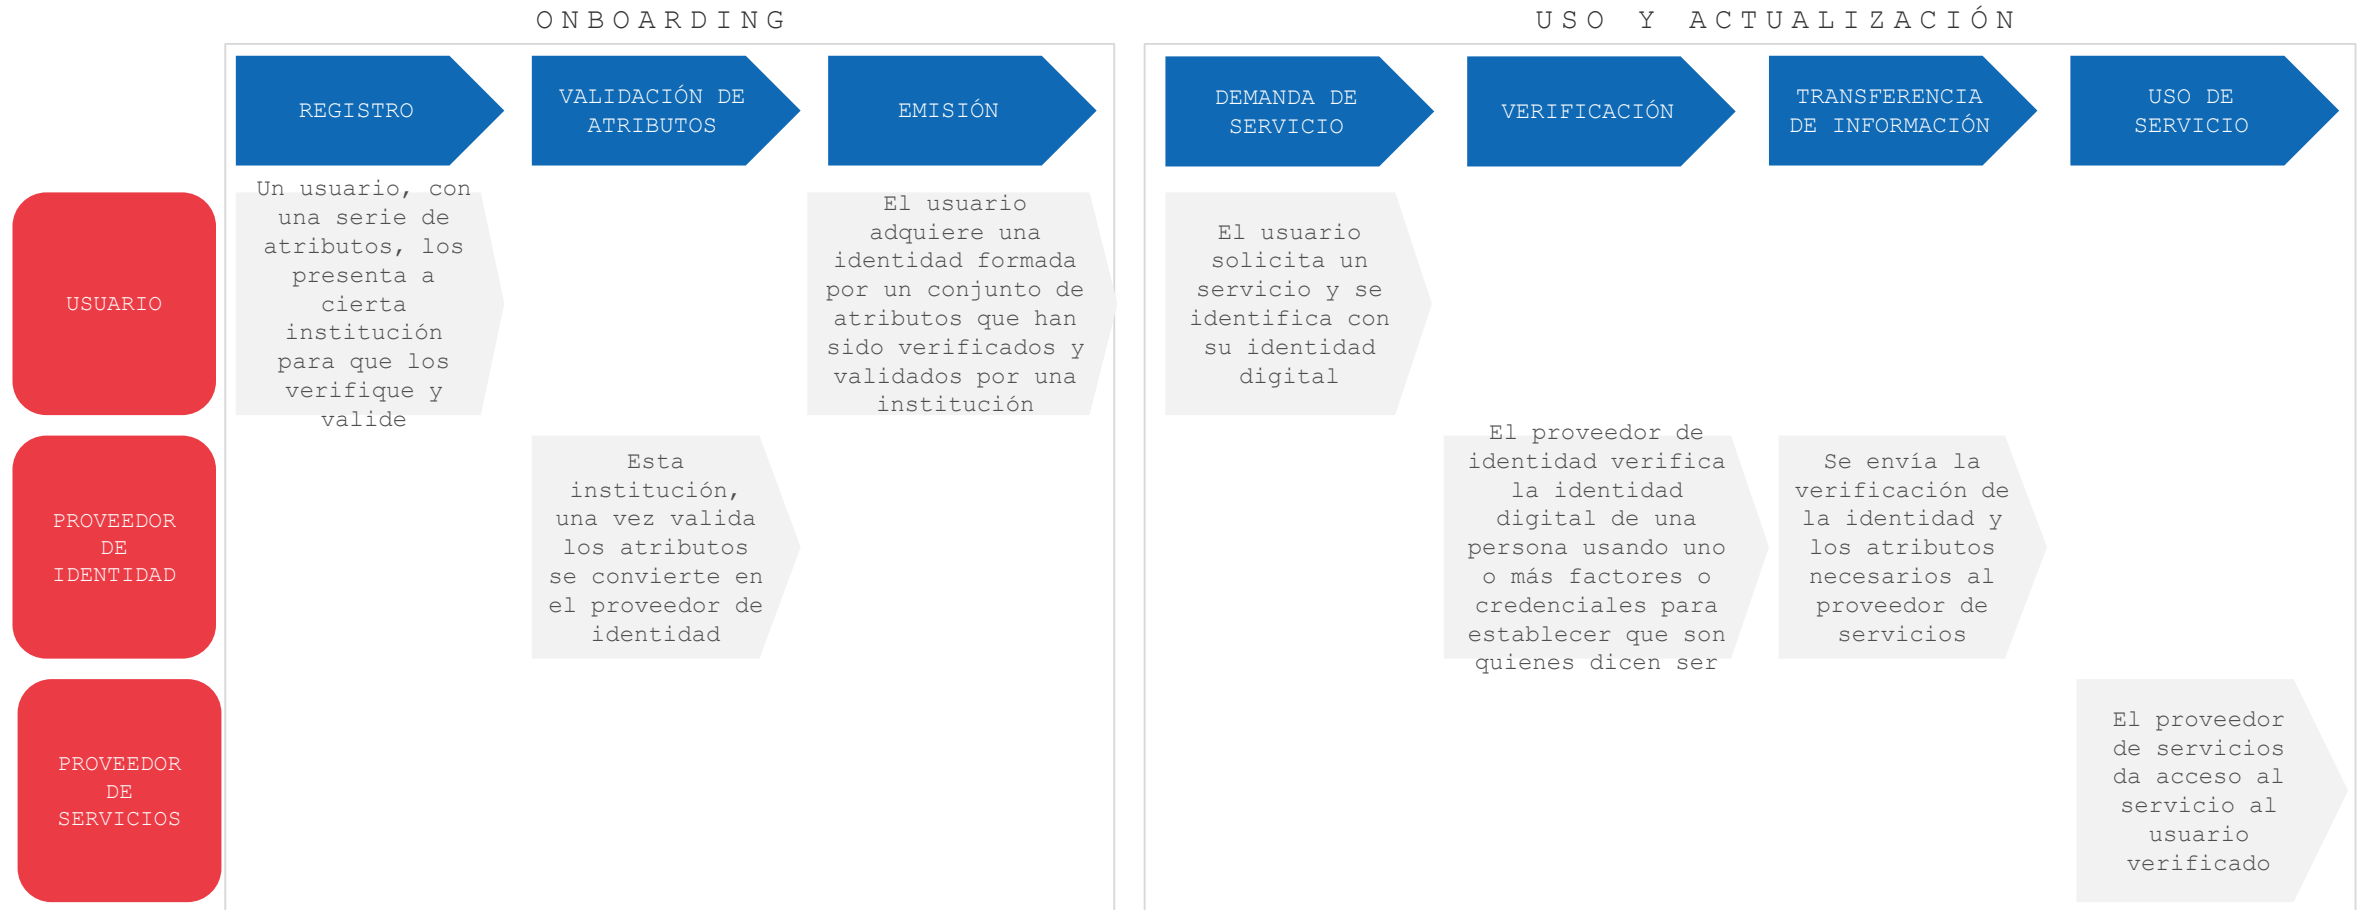 ONBOARDING
USO Y ACTUALIZACIÓN
REGISTRO
VALIDACIÓN DE
ATRIBUTOS
EMISIÓN
DEMANDA DE
SERVICIO
VERIFICACIÓN
TRANSFERENCIA
DE INFORMACIÓN
USO DE
SERVICIO
USUARIO
Un usuario, con
una serie de
atributos, los
presenta a
cierta
institución
para que los
verifique y
valide
El usuario
adquiere una
identidad formada
por un conjunto de
atributos que han
sido verificados y
validados por una
institución
El usuario
solicita un
servicio y se
identifica con
su identidad
digital
PROVEEDOR
DE
IDENTIDAD
Esta
institución,
una vez valida
los atributos
se convierte en
el proveedor de
identidad
El proveedor de
identidad verifica
la identidad
digital de una
persona usando uno
o más factores o
credenciales para
establecer que son
quienes dicen ser
Se envía la
verificación de
la identidad y
los atributos
necesarios al
proveedor de
servicios
PROVEEDOR
DE
SERVICIOS
El proveedor
de servicios
da acceso al
servicio al
usuario
verificado